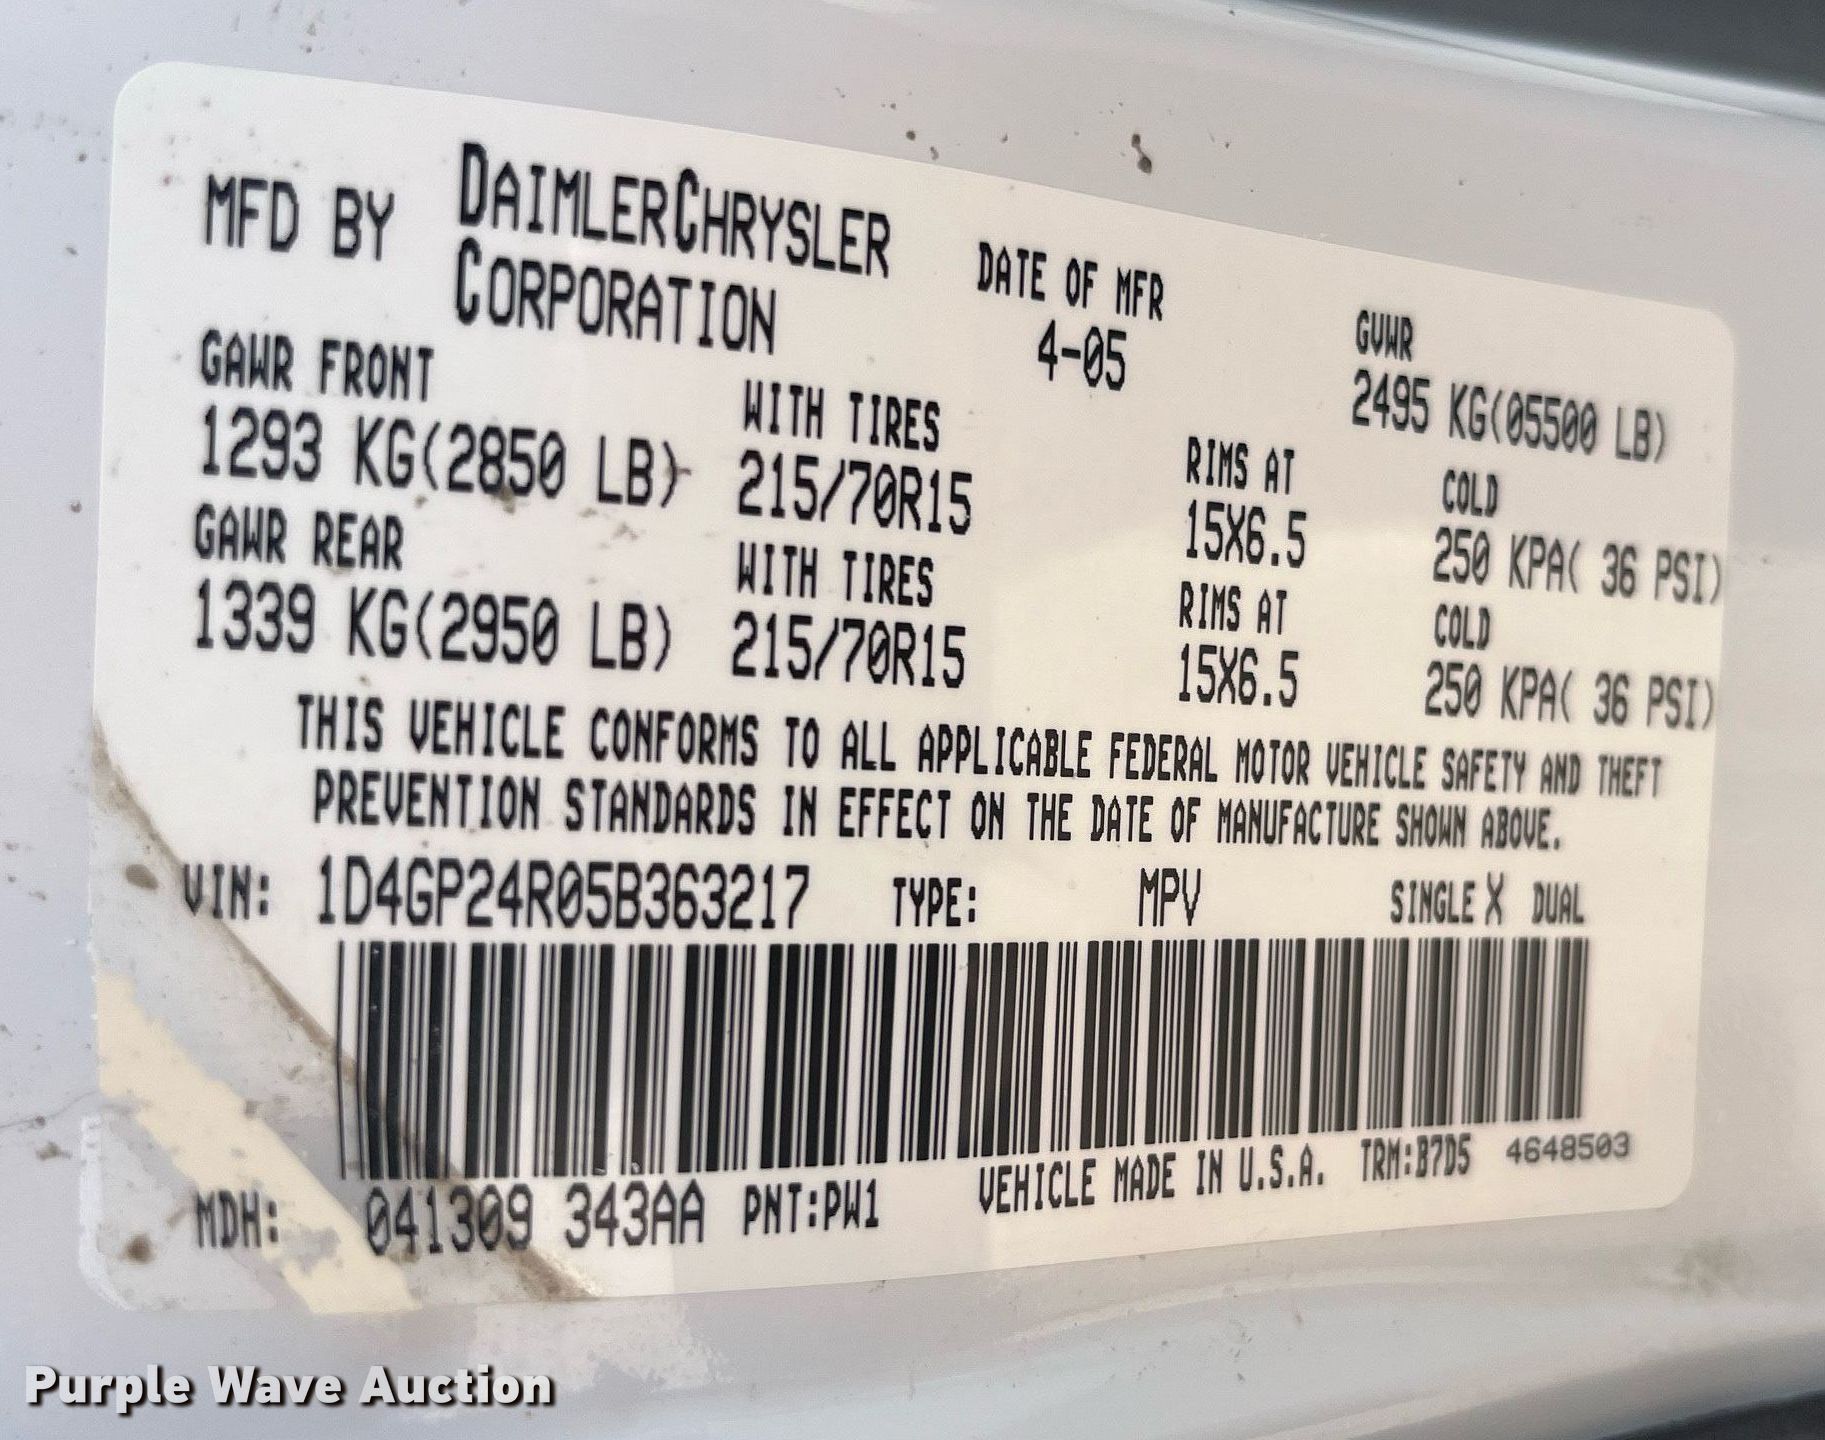 MFD BY DAIMLERCHRYSLER CORPORATION
DATE OF MFR
4-05
GVWR
2495 KG(05500 LB)
GAWR FRONT WITH TIRES RIMS AT COLD
1293 KG(2850 LB) 215/70R15 15X6.5 250 KPA( 36 PSI)
GAWR REAR WITH TIRES RIMS AT COLD
1339 KG(2950 LB) 215/70R15 15X6.5 250 KPA( 36 PSI)
THIS VEHICLE CONFORMS TO ALL APPLICABLE FEDERAL MOTOR VEHICLE SAFETY AND THEFT
PREVENTION STANDARDS IN EFFECT ON THE DATE OF MANUFACTURE SHOWN ABOVE.
VIN: 1D4GP24R05B363217 TYPE: MPV SINGLE X DUAL
MDH: 041309 343AA PNT:PW1 VEHICLE MADE IN U.S.A. TRM:B7D5 4648503
Purple Wave Auction